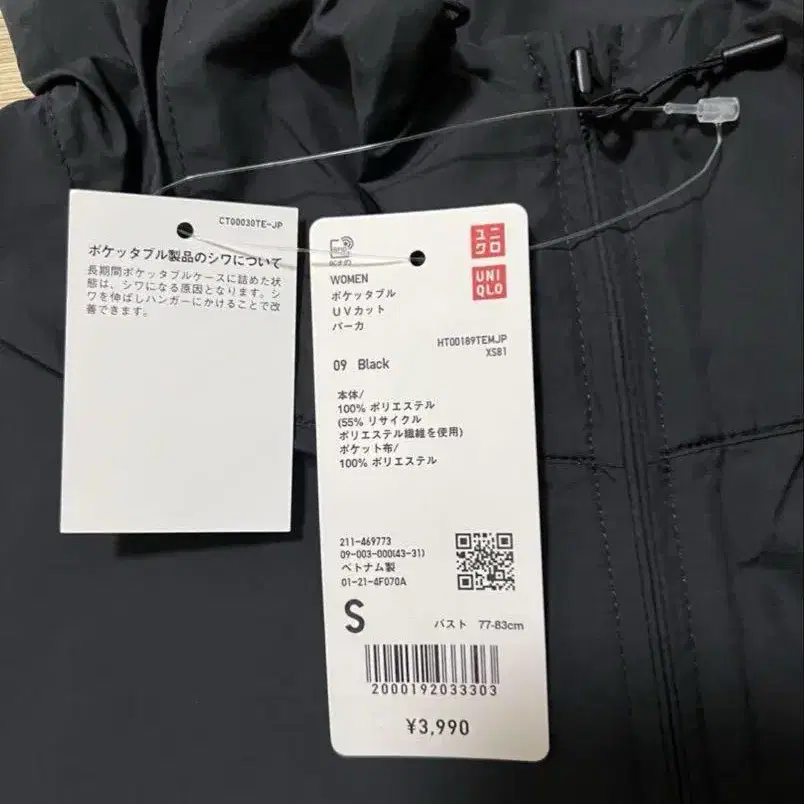 CT00030TE-JP
ポケッタブル製品のシワについて
長期間ポケッタブルケースに詰めた状
態は、シワになる原因となります。シ
ワを伸ばしハンガーにかけることで改
善できます。
RFID
ユニ
クロ
UNI
QLO
WOMEN
ポケッタブル
UVカット
パーカ
HT00189TEMJP
XS81
09 Black
本体/
100% ポリエステル
(55% リサイクル
ポリエステル繊維を使用)
ポケット布/
100% ポリエステル
211-469773
09-003-000(43-31)
ベトナム製
01-21-4F070A
S
バスト 77-83cm
2000192033303
¥3,990